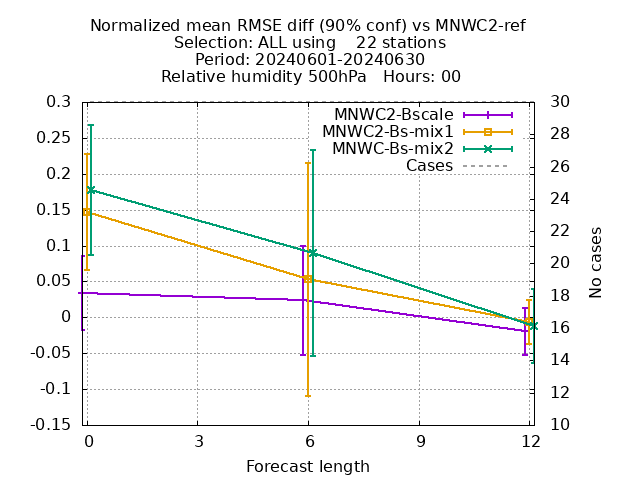 Normalized mean RMSE diff (90% conf) vs MNWC2-ref
Selection: ALL using    22 stations
Period: 20240601-20240630
Relative humidity 500hPa   Hours: 00
0.3
0.25
0.2
0.15
0.1
0.05
0
-0.05
-0.1
-0.15
MNWC2-Bscale
MNWC2-Bs-mix1
MNWC-Bs-mix2
Cases
30
28
26
24
22
20
18
16
14
12
10
No cases
0 3 6 9 12
Forecast length